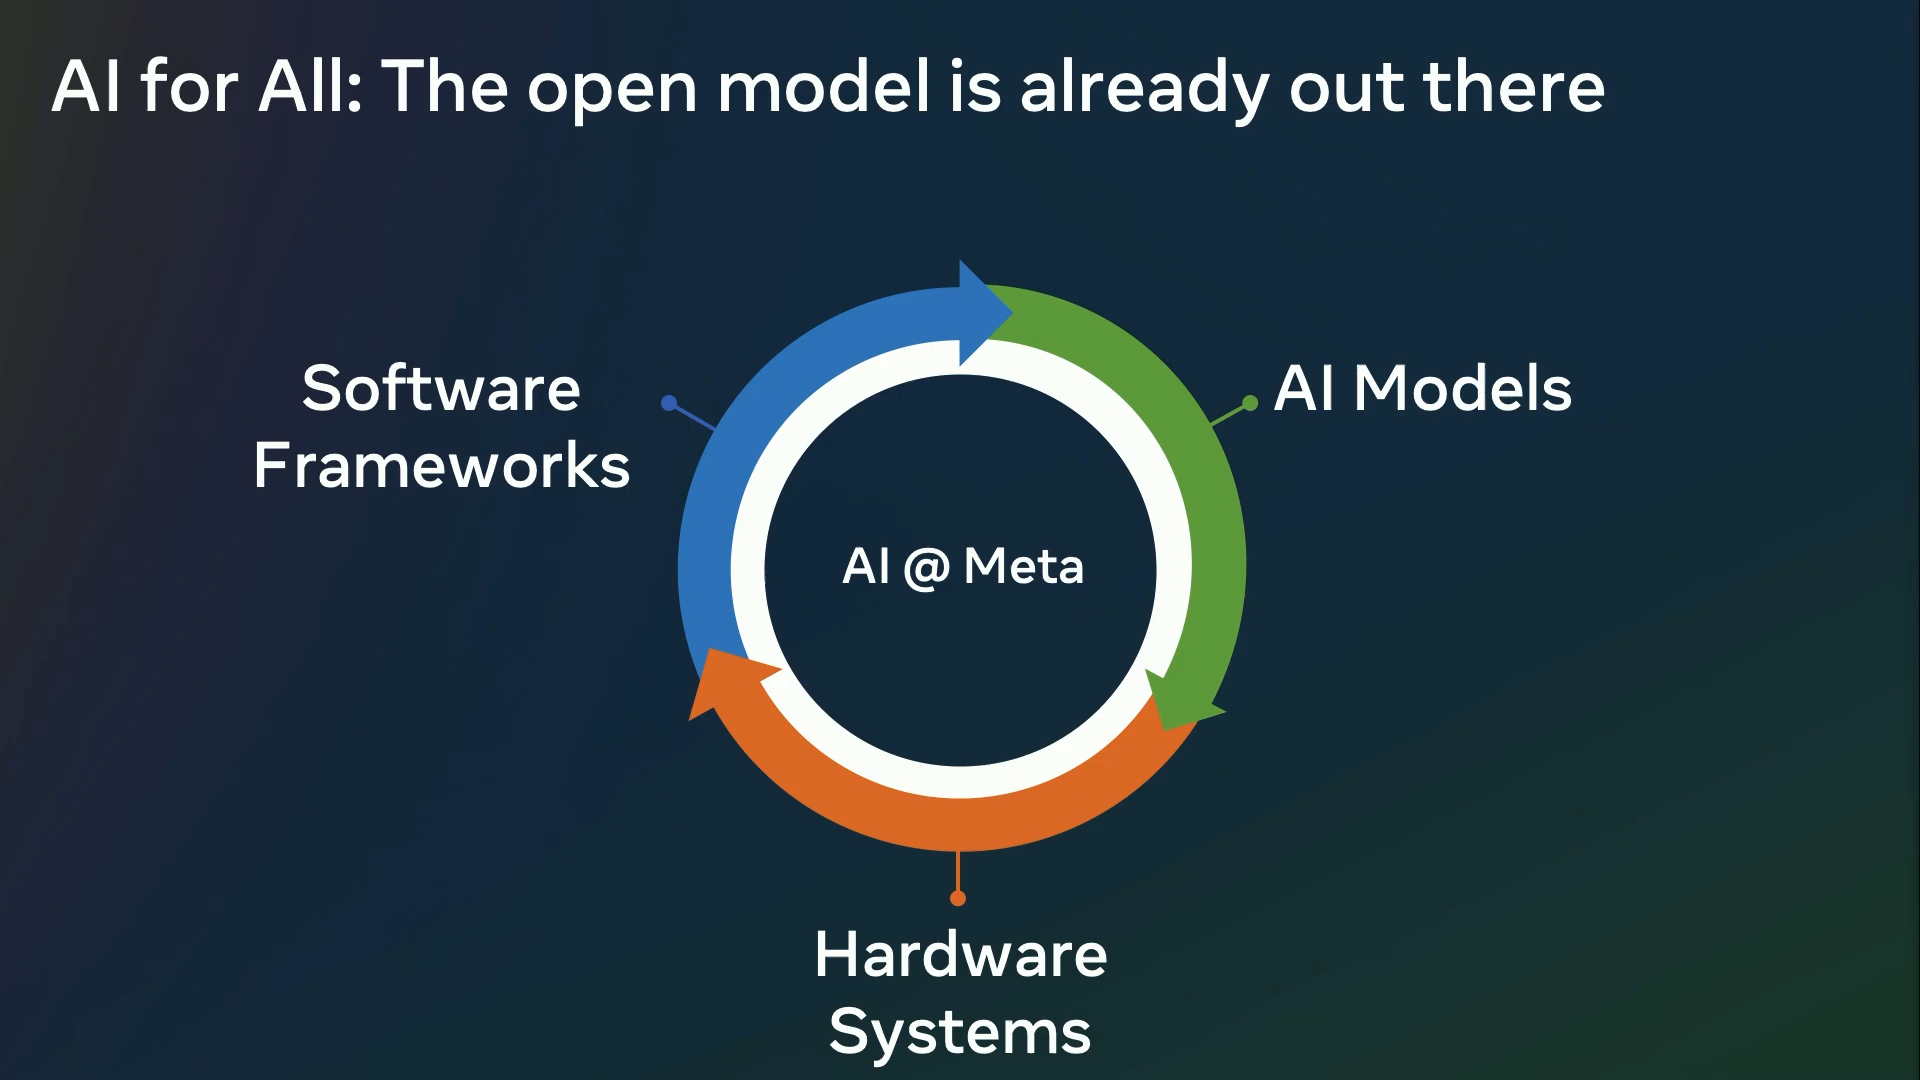 AI for All: The open model is already out there
Software
Frameworks
AI Models
AI @ Meta
Hardware
Systems